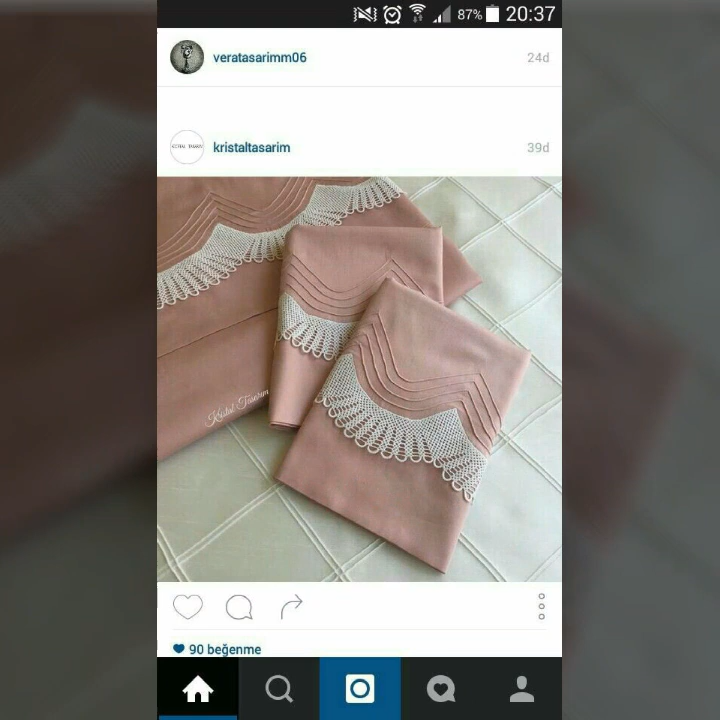 87% 20:37
veratasarimm06 24d
kristaltasarim 39d
Kristal Tasarım
90 beğenme